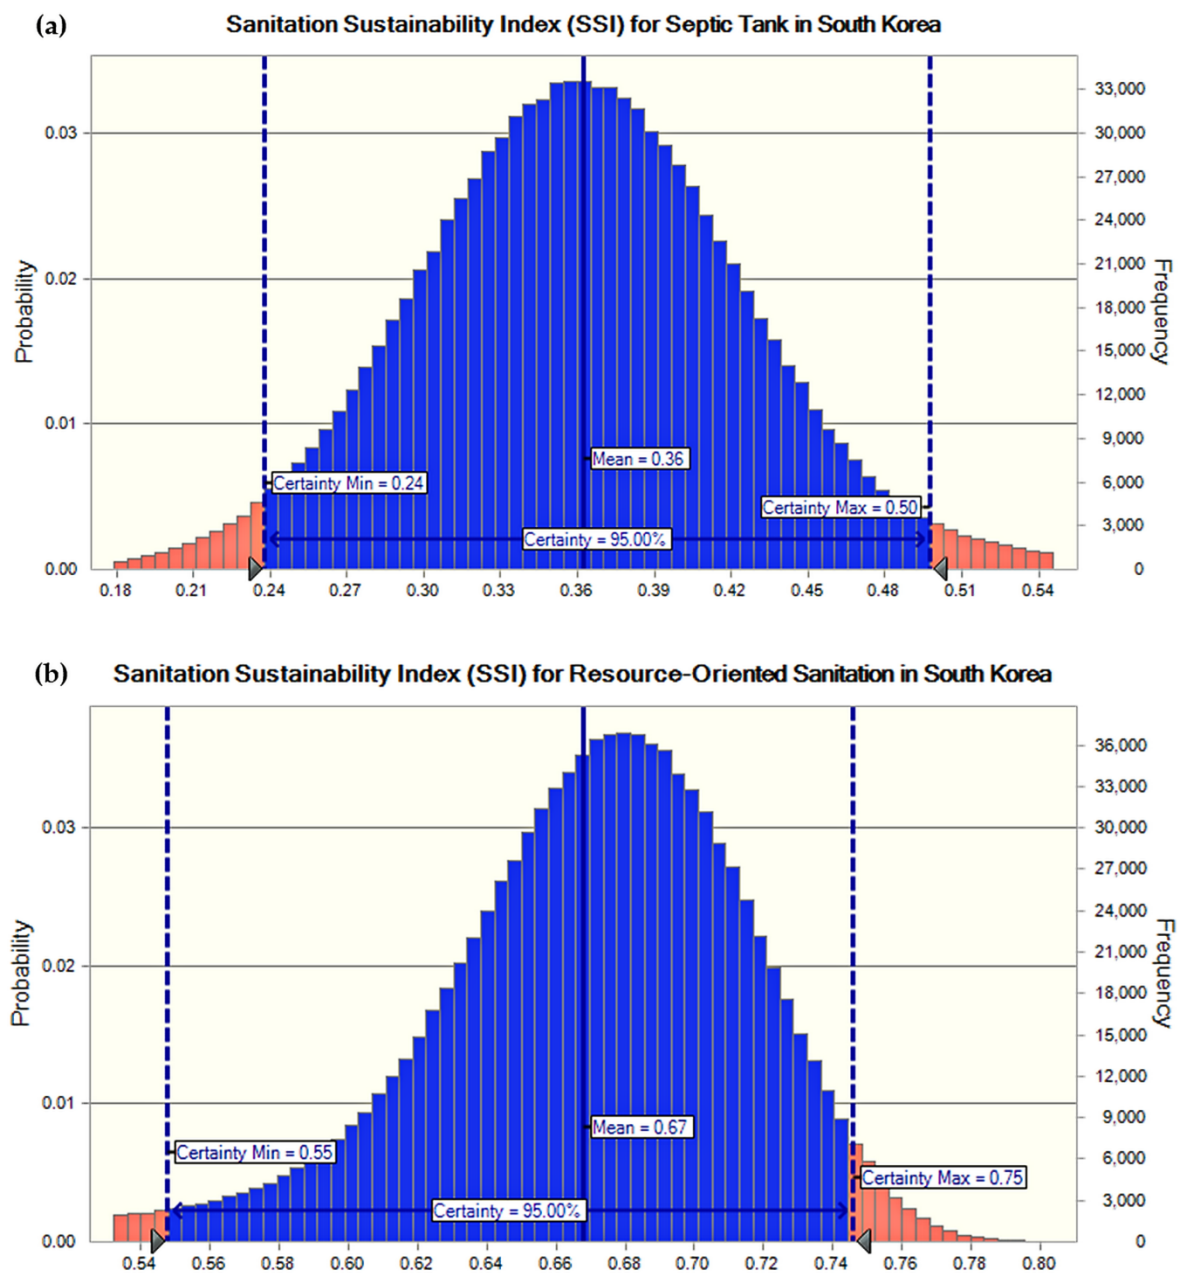 (a)
Sanitation Sustainability Index (SSI) for Septic Tank in South Korea
33,000
0.03
30,000
27,000
24,000
21,000
0.02
18,000
15,000
12,000
0.01
9,000
6,000
3,000
0.00
0
Probability
Frequency
Mean = 0.36
Certainty Min = 0.24
Certainty Max = 0.50
Certainty = 95.00%
0.18 0.21 0.24 0.27 0.30 0.33 0.36 0.39 0.42 0.45 0.48 0.51 0.54
(b)
Sanitation Sustainability Index (SSI) for Resource-Oriented Sanitation in South Korea
36,000
33,000
0.03
30,000
27,000
24,000
21,000
0.02
18,000
15,000
12,000
0.01
9,000
6,000
3,000
0.00
0
Probability
Frequency
Mean = 0.67
Certainty Min = 0.55
Certainty Max = 0.75
Certainty = 95.00%
0.54 0.56 0.58 0.60 0.62 0.64 0.66 0.68 0.70 0.72 0.74 0.76 0.78 0.80